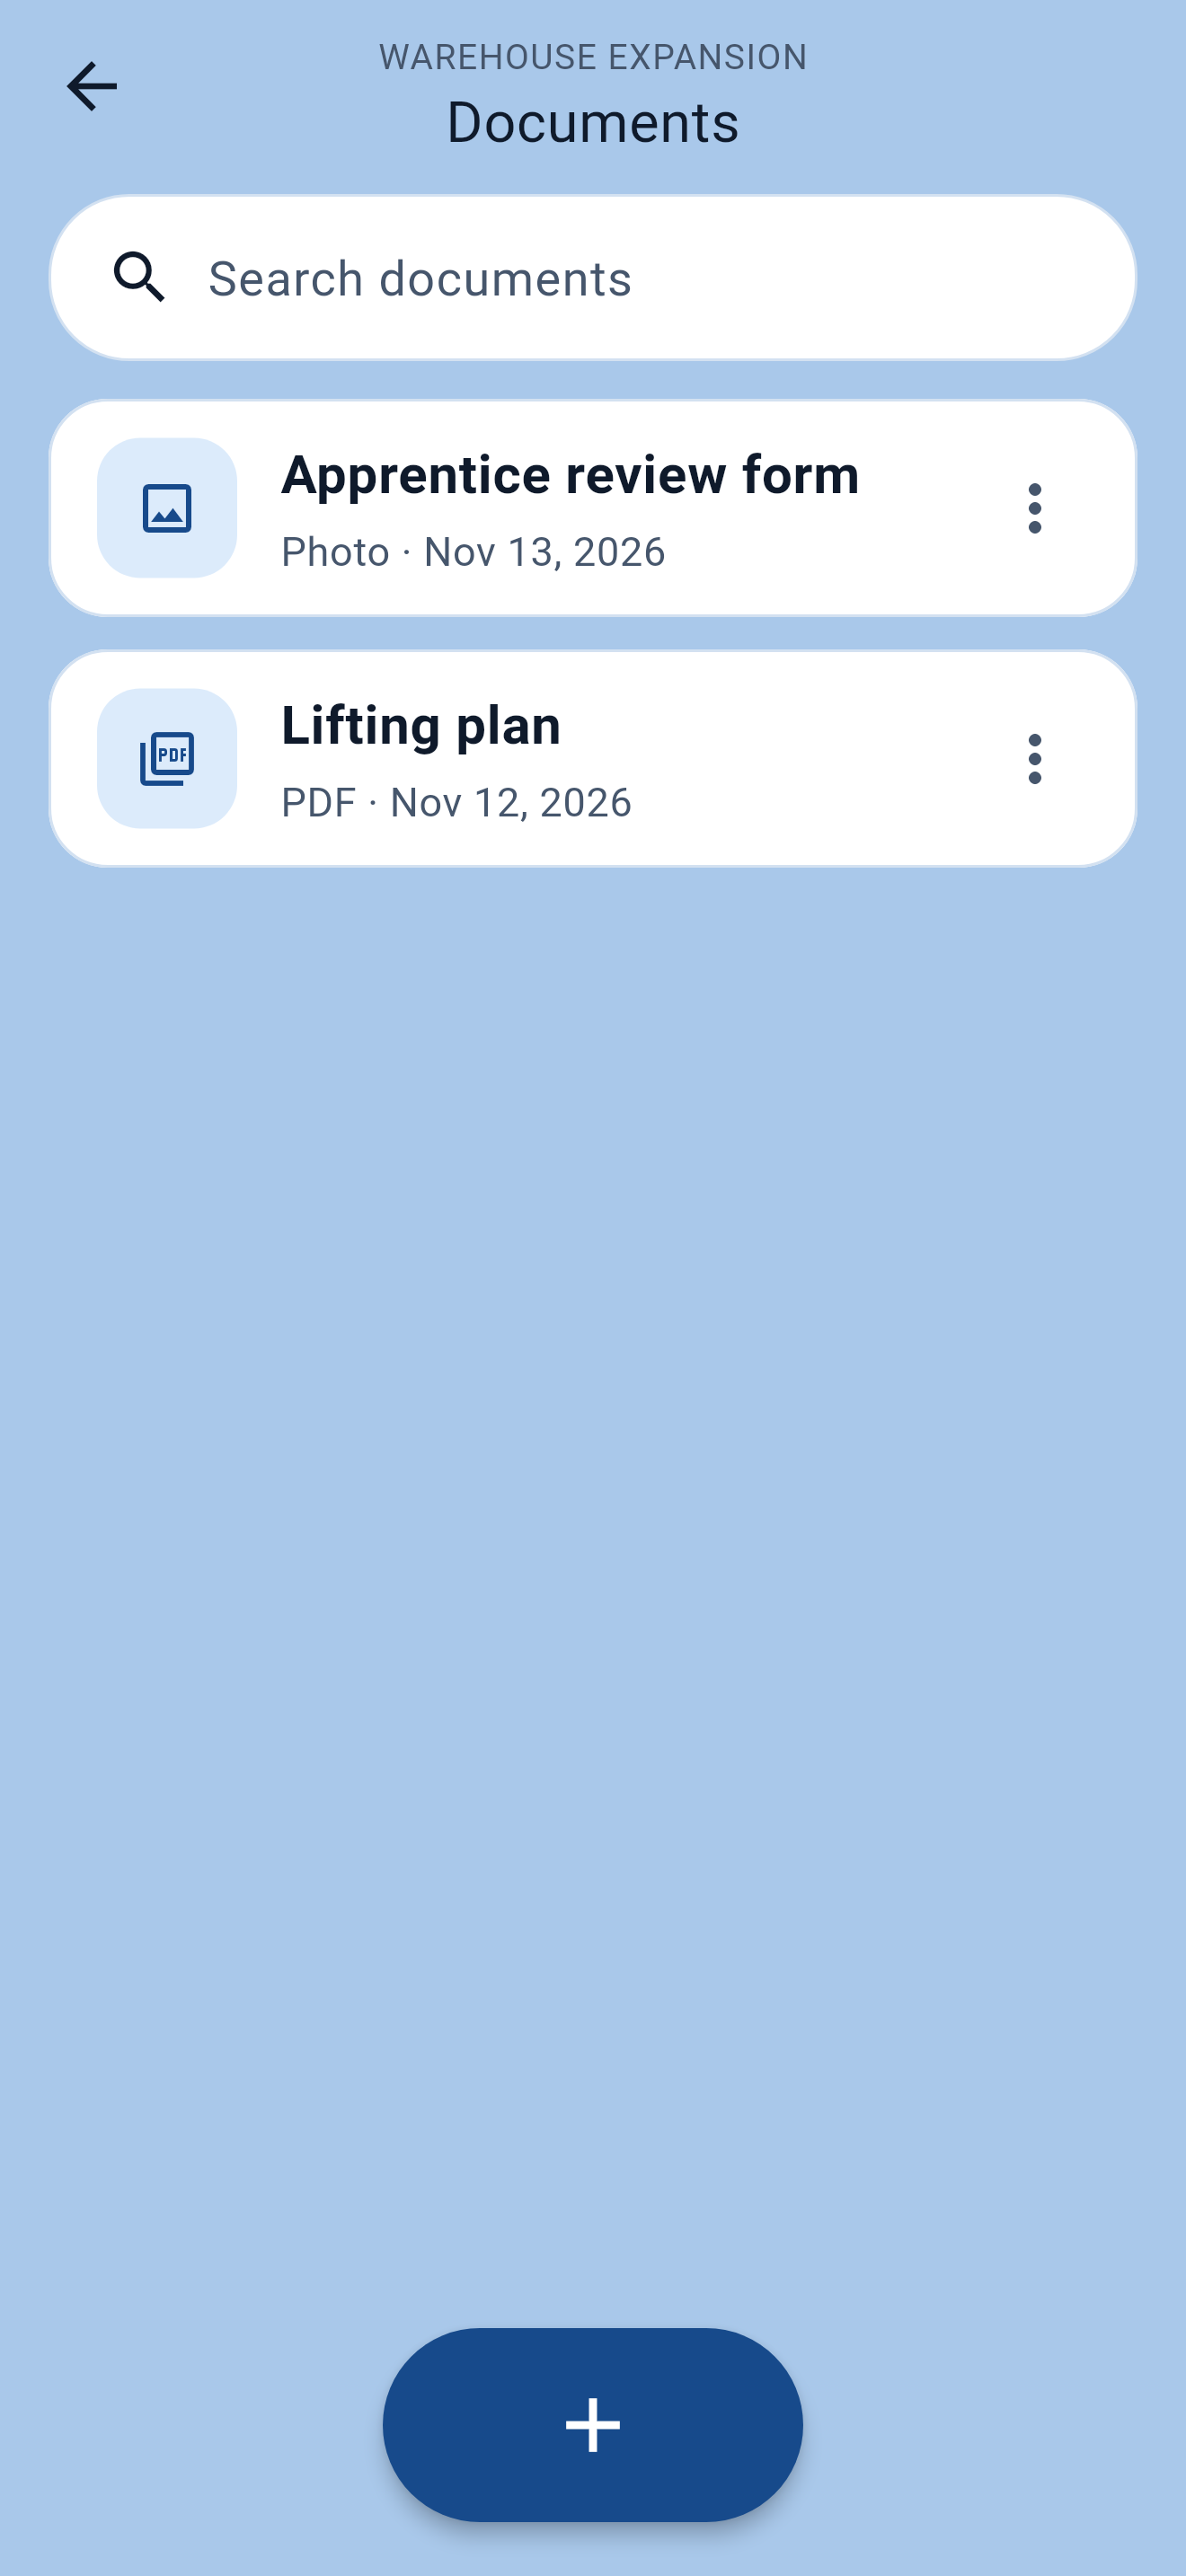 WAREHOUSE EXPANSION
Documents
Search documents
Apprentice review form
Photo · Nov 13, 2026
PDF
Lifting plan
PDF · Nov 12, 2026